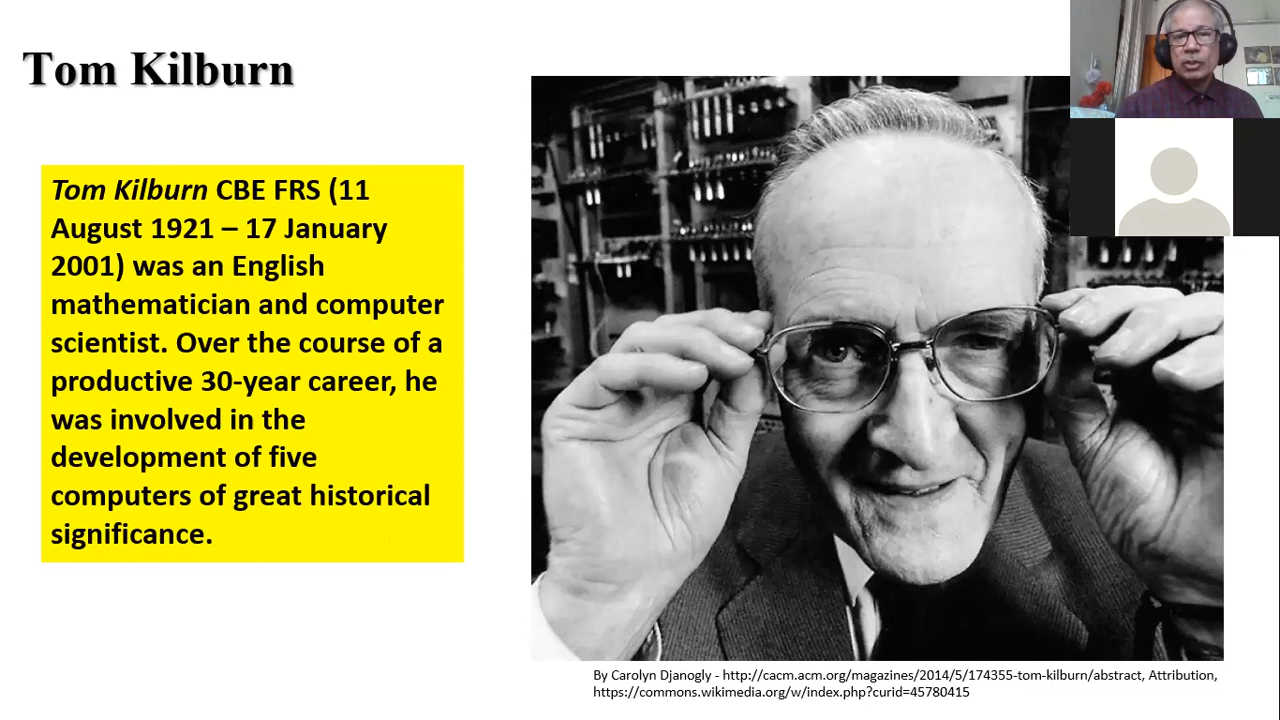 Tom Kilburn
Tom Kilburn CBE FRS (11
August 1921 – 17 January
2001) was an English
mathematician and computer
scientist. Over the course of a
productive 30-year career, he
was involved in the
development of five
computers of great historical
significance.
By Carolyn Djanogly - http://cacm.acm.org/magazines/2014/5/174355-tom-kilburn/abstract, Attribution,
https://commons.wikimedia.org/w/index.php?curid=45780415